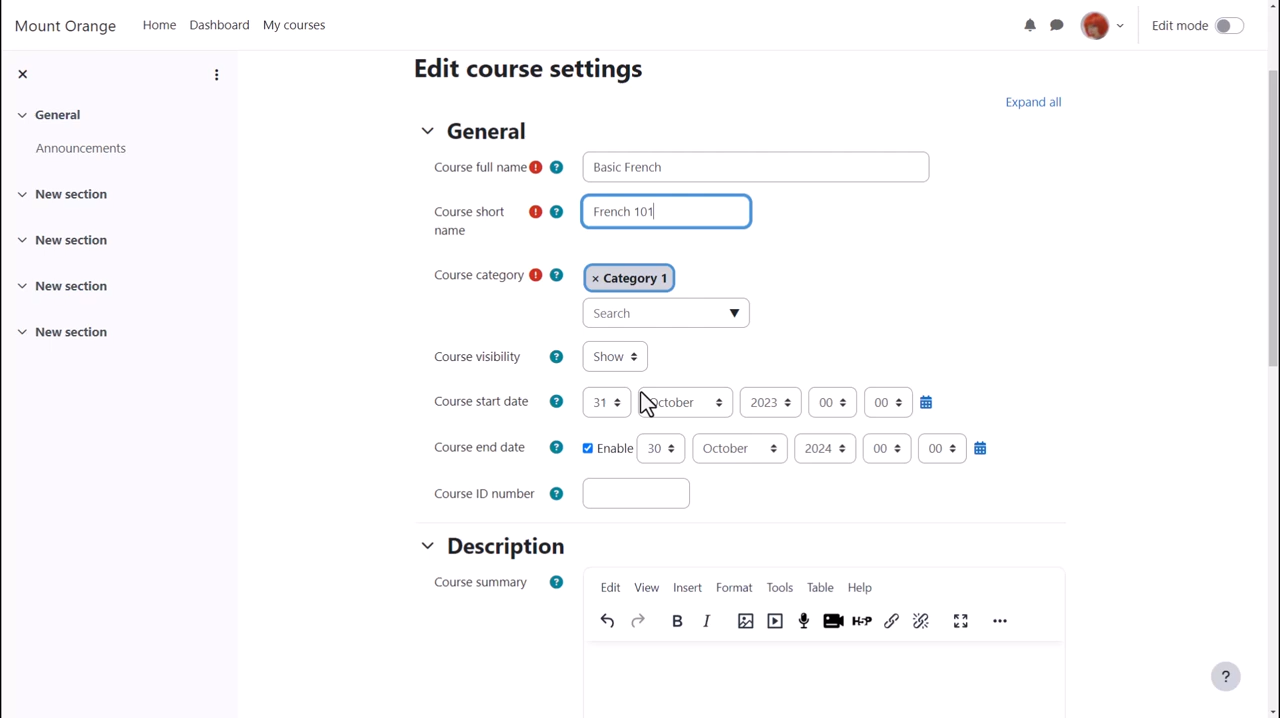 Mount Orange
Home Dashboard My courses
Edit mode
General
Announcements
New section
New section
New section
New section
Edit course settings
Expand all
General
Course full name Basic French
Course short name French 101
Course category × Category 1
Search
Course visibility Show
Course start date 31 October 2023 00 00
Course end date Enable 30 October 2024 00 00
Course ID number
Description
Course summary
Edit View Insert Format Tools Table Help
B I H5P
?